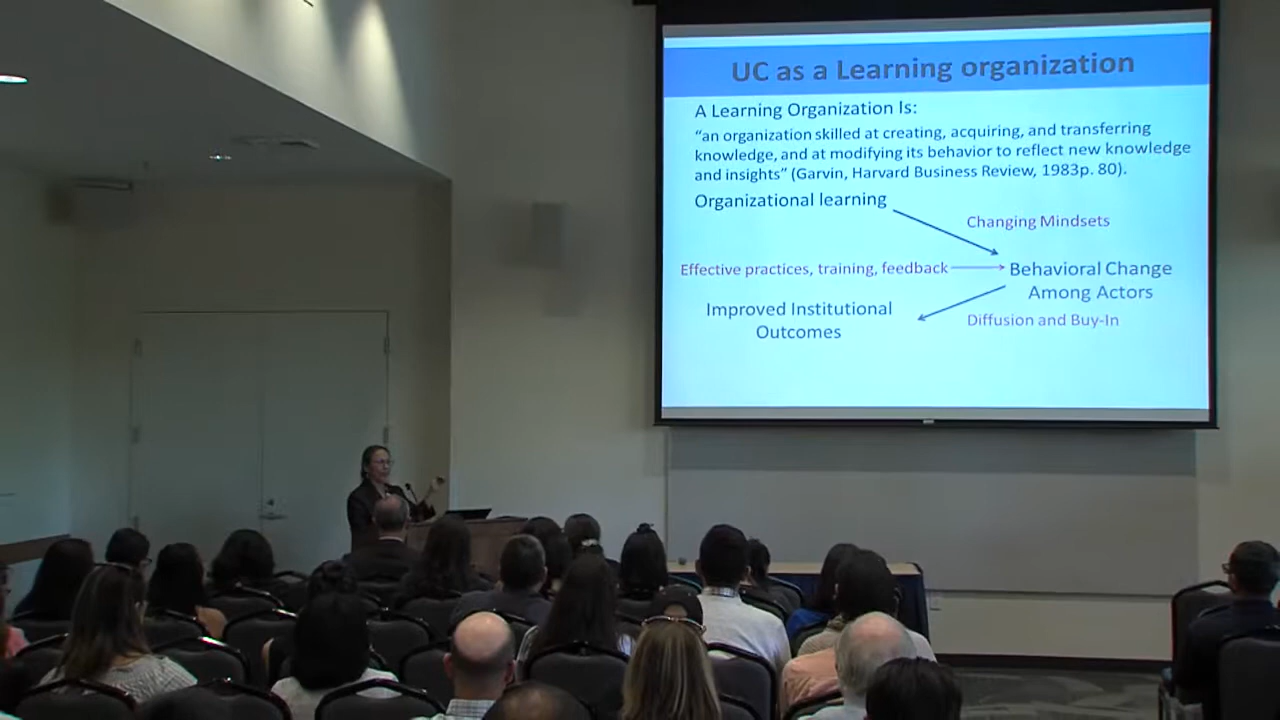 UC as a Learning organization
A Learning Organization Is:
“an organization skilled at creating, acquiring, and transferring
knowledge, and at modifying its behavior to reflect new knowledge
and insights” (Garvin, Harvard Business Review, 1983p. 80).
Organizational learning
Changing Mindsets
Effective practices, training, feedback
Behavioral Change
Among Actors
Improved Institutional
Outcomes
Diffusion and Buy-In